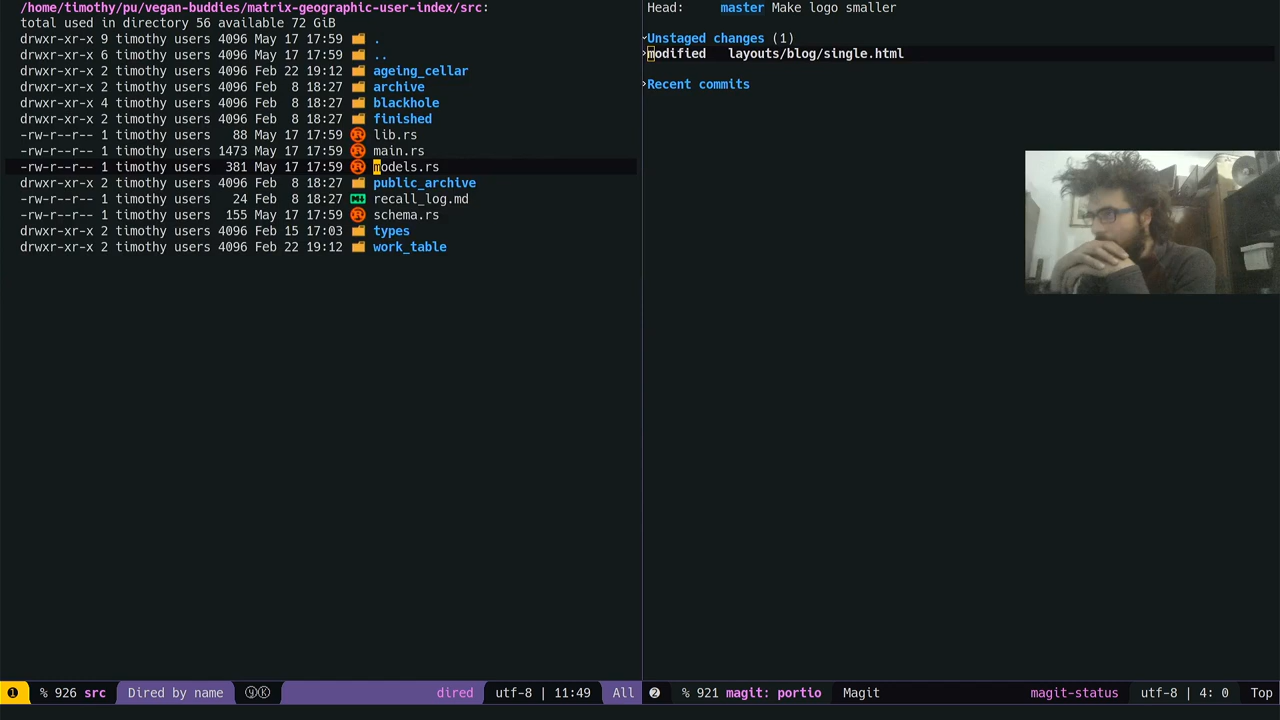 /home/timothy/pu/vegan-buddies/matrix-geographic-user-index/src:
total used in directory 56 available 72 GiB
drwxr-xr-x 9 timothy users 4096 May 17 17:59 .
drwxr-xr-x 6 timothy users 4096 May 17 17:59 ..
drwxr-xr-x 2 timothy users 4096 Feb 22 19:12 ageing_cellar
drwxr-xr-x 2 timothy users 4096 Feb  8 18:27 archive
drwxr-xr-x 4 timothy users 4096 Feb  8 18:27 blackhole
drwxr-xr-x 2 timothy users 4096 Feb  8 18:27 finished
-rw-r--r-- 1 timothy users   88 May 17 17:59 lib.rs
-rw-r--r-- 1 timothy users 1473 May 17 17:59 main.rs
-rw-r--r-- 1 timothy users  381 May 17 17:59 models.rs
drwxr-xr-x 2 timothy users 4096 Feb  8 18:27 public_archive
-rw-r--r-- 1 timothy users   24 Feb  8 18:27 recall_log.md
-rw-r--r-- 1 timothy users  155 May 17 17:59 schema.rs
drwxr-xr-x 2 timothy users 4096 Feb 15 17:03 types
drwxr-xr-x 2 timothy users 4096 Feb 22 19:12 work_table
❶ % 926 src Dired by name ⓨⓀ dired utf-8 | 11:49 All
Head:     master Make logo smaller
Unstaged changes (1)
modified   layouts/blog/single.html
Recent commits
❷ % 921 magit: portio Magit magit-status utf-8 | 4: 0 Top